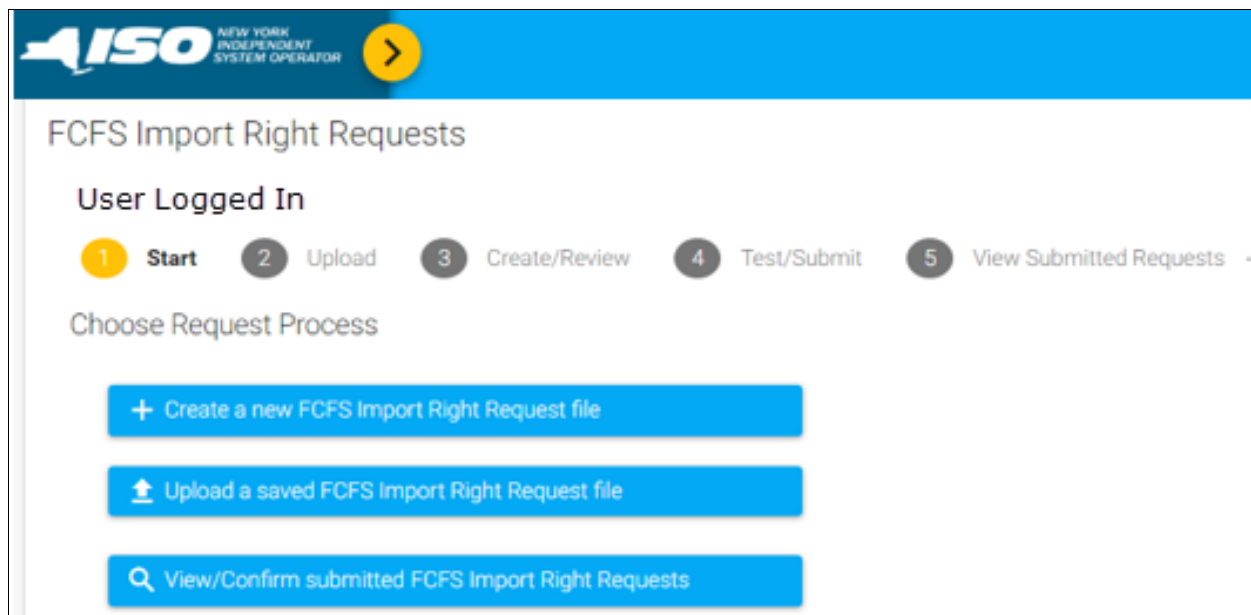 ISO NEW YORK
INDEPENDENT
SYSTEM OPERATOR
FCFS Import Right Requests
User Logged In
1 Start 2 Upload 3 Create/Review 4 Test/Submit 5 View Submitted Requests
Choose Request Process
+ Create a new FCFS Import Right Request file
Upload a saved FCFS Import Right Request file
View/Confirm submitted FCFS Import Right Requests